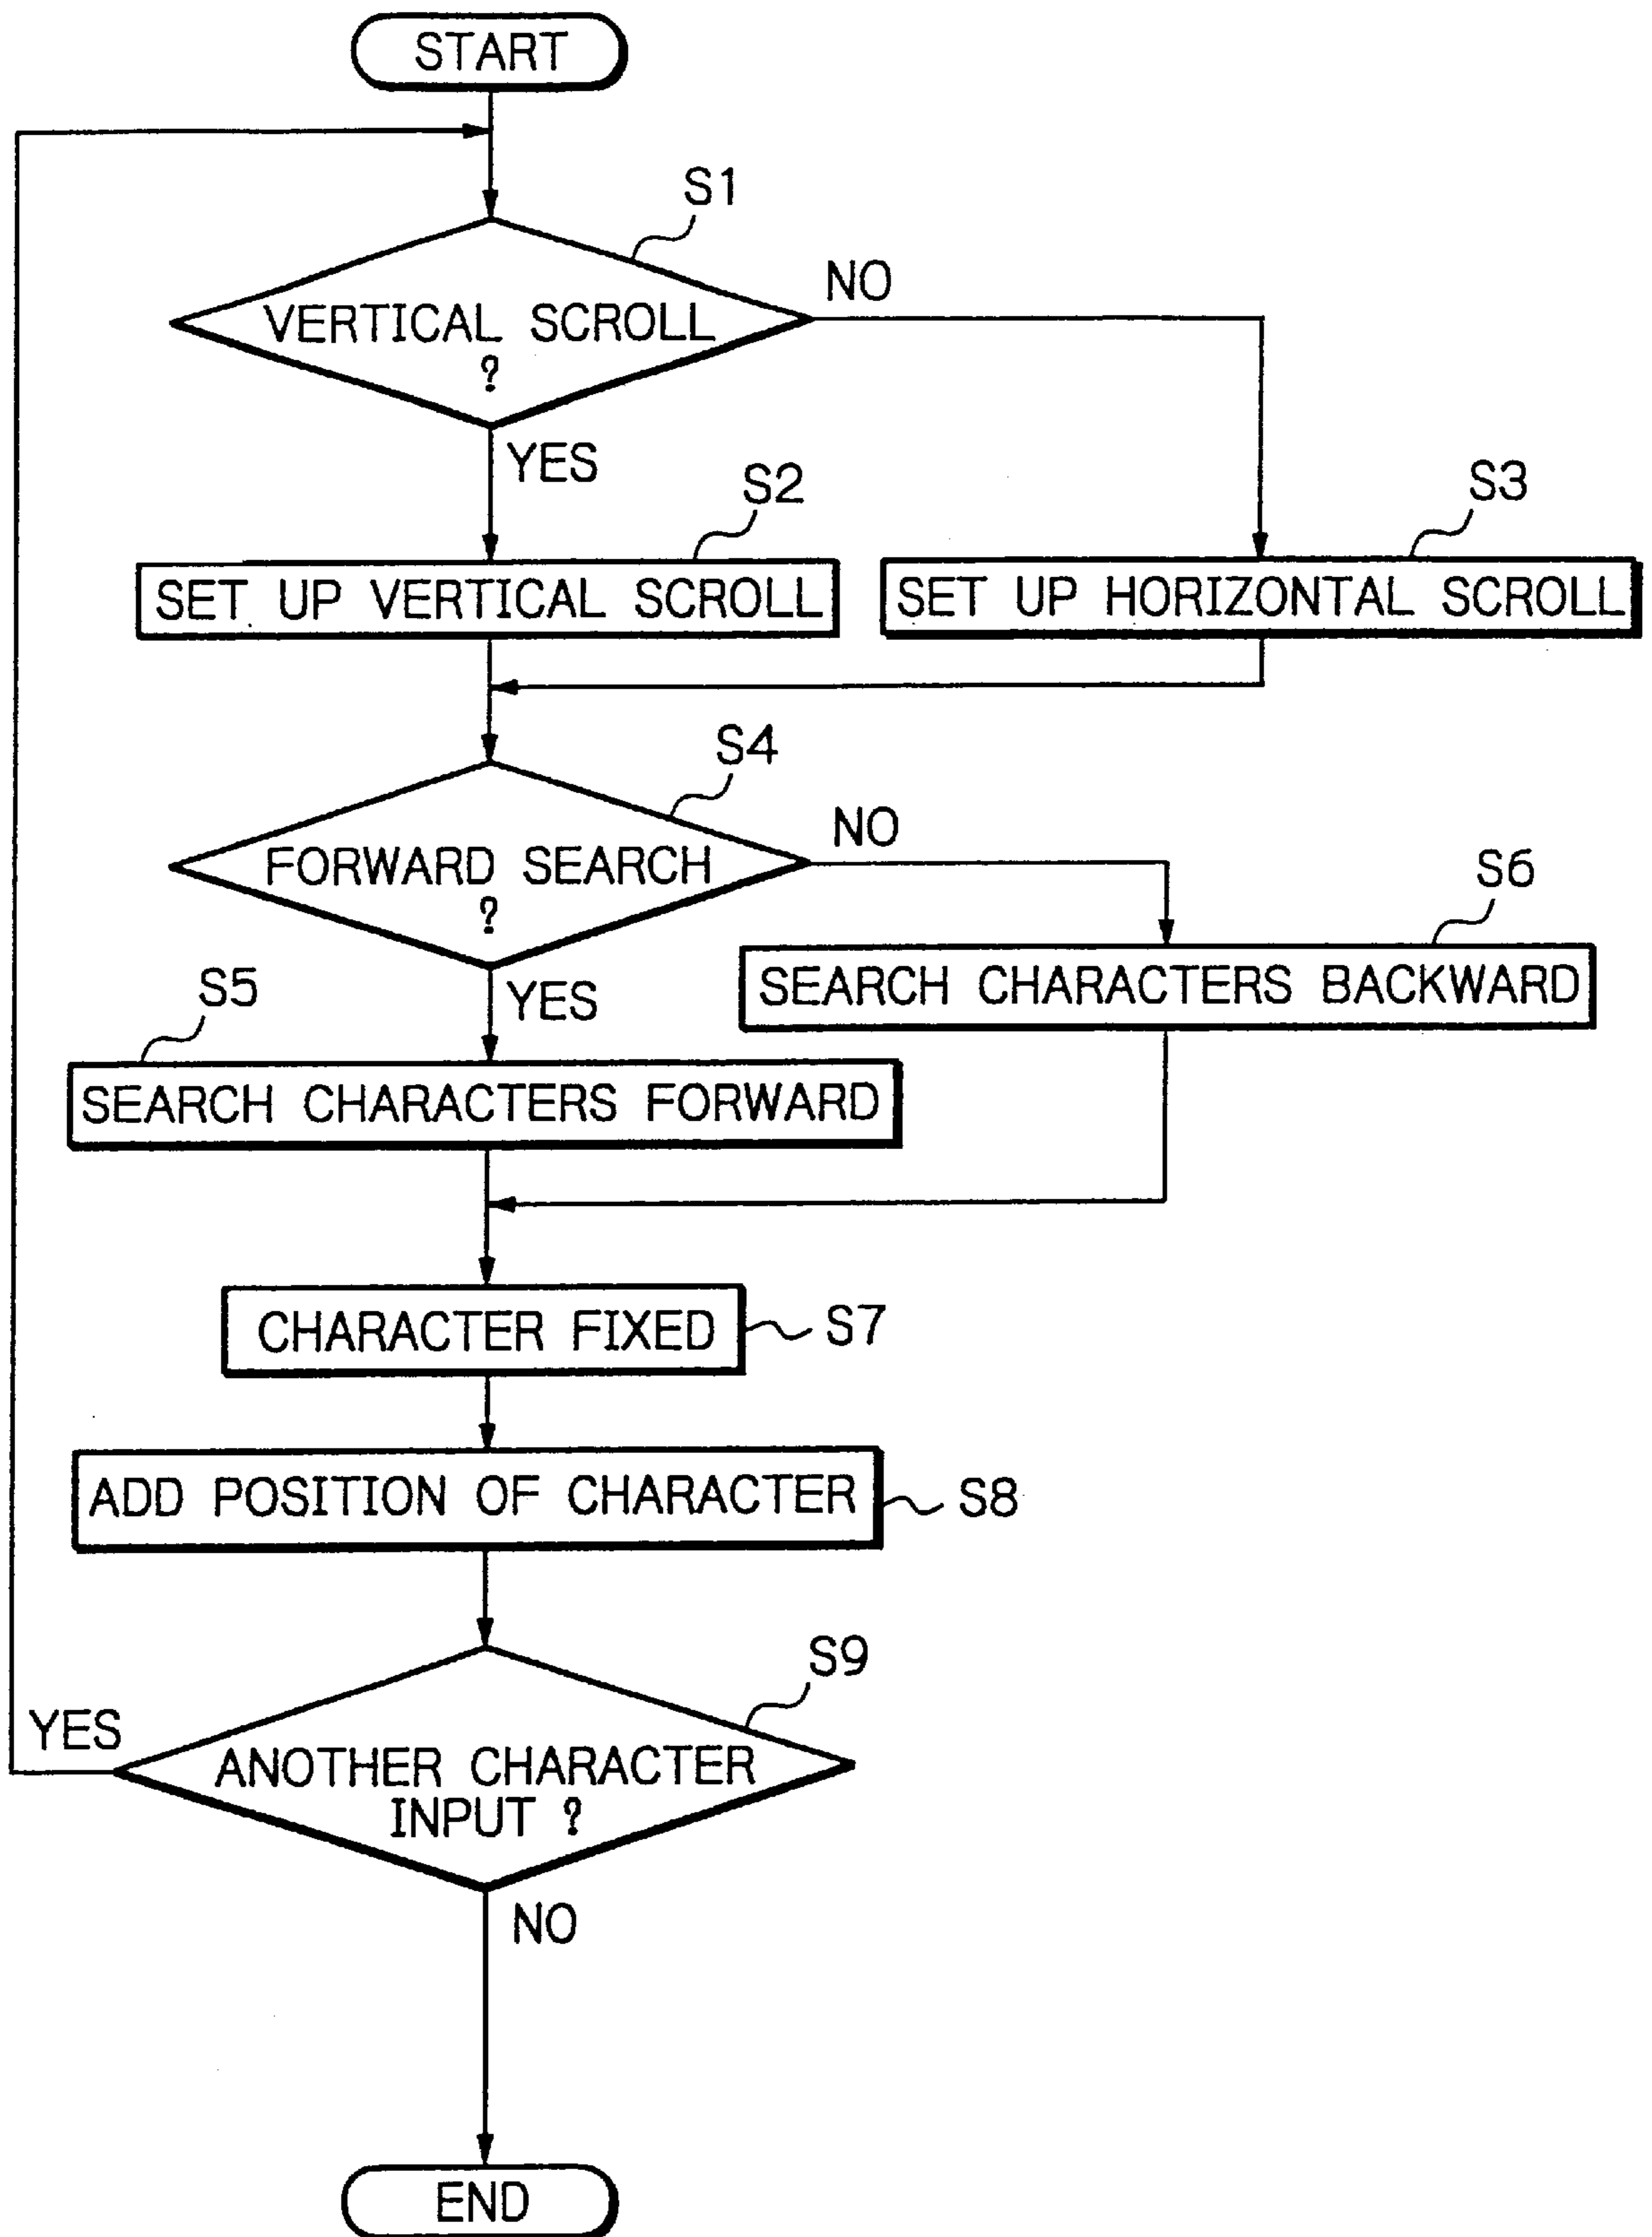 START
S1
NO
VERTICAL SCROLL
?
YES
S2
S3
SET UP VERTICAL SCROLL
SET UP HORIZONTAL SCROLL
S4
NO
FORWARD SEARCH
?
S6
YES
SEARCH CHARACTERS BACKWARD
S5
SEARCH CHARACTERS FORWARD
CHARACTER FIXED
S7
ADD POSITION OF CHARACTER
S8
S9
YES
ANOTHER CHARACTER
INPUT ?
NO
END